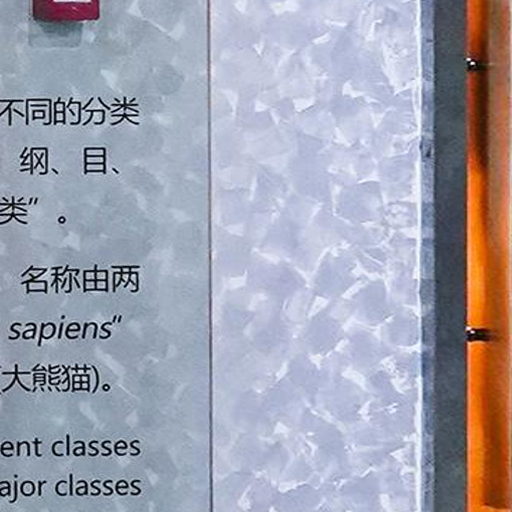 不同的分类
纲、目、
类”。
名称由两
sapiens”
(大熊猫)。
ent classes
ajor classes